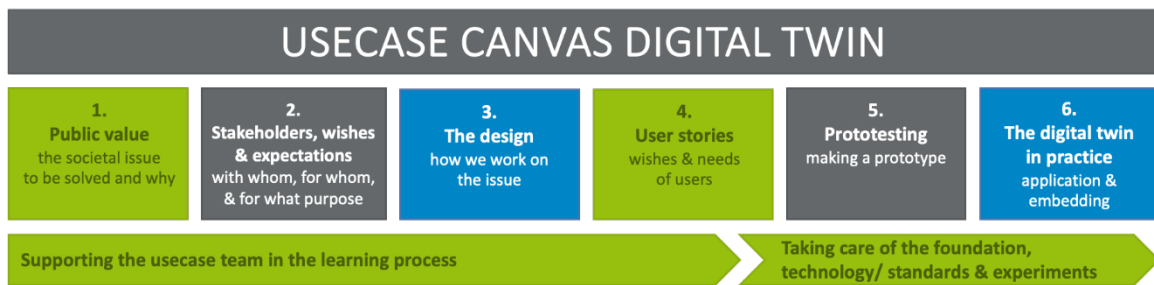 USECASE CANVAS DIGITAL TWIN
1.
Public value
the societal issue
to be solved and why
2.
Stakeholders, wishes
& expectations
with whom, for whom,
& for what purpose
3.
The design
how we work on
the issue
4.
User stories
wishes & needs
of users
5.
Prototesting
making a prototype
6.
The digital twin
in practice
application &
embedding
Supporting the usecase team in the learning process
Taking care of the foundation,
technology/ standards & experiments